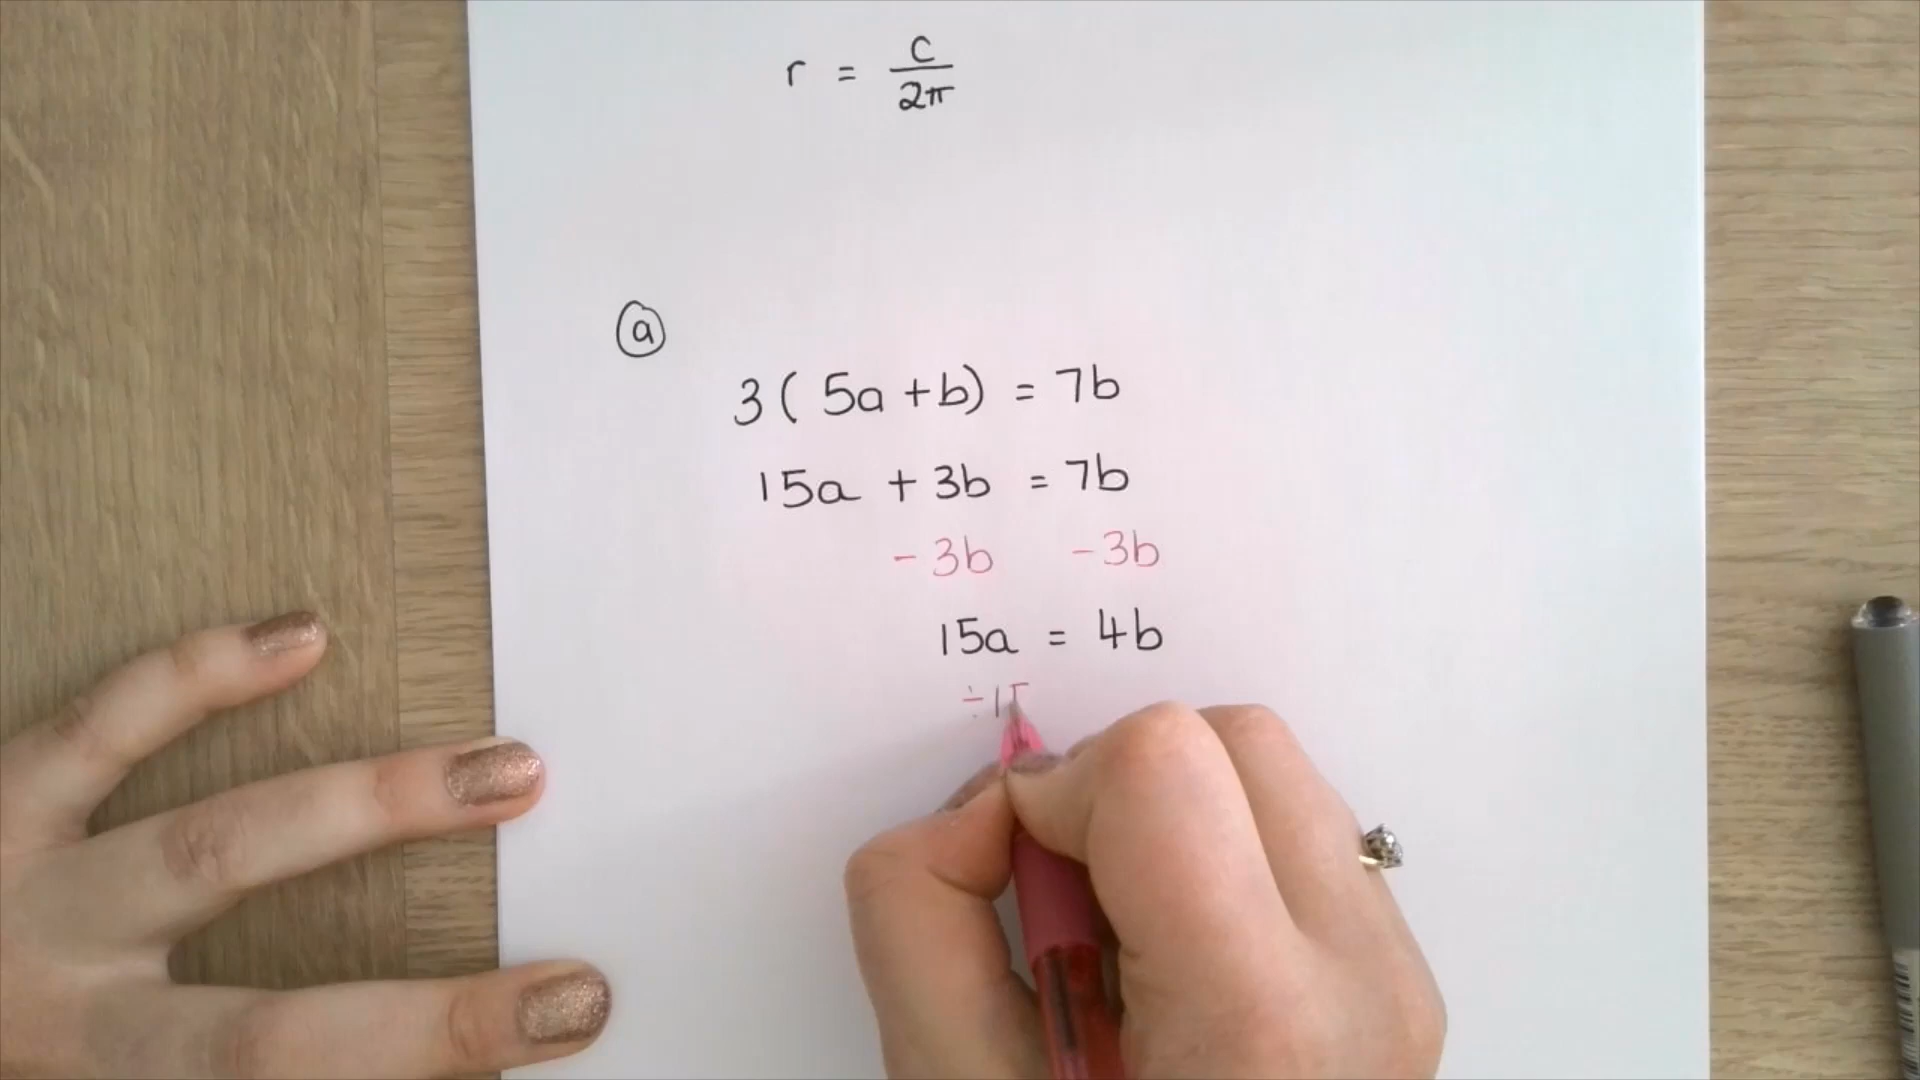 r = C/2π
a
3(5a+b) = 7b
15a + 3b = 7b
-3b -3b
15a = 4b
÷15